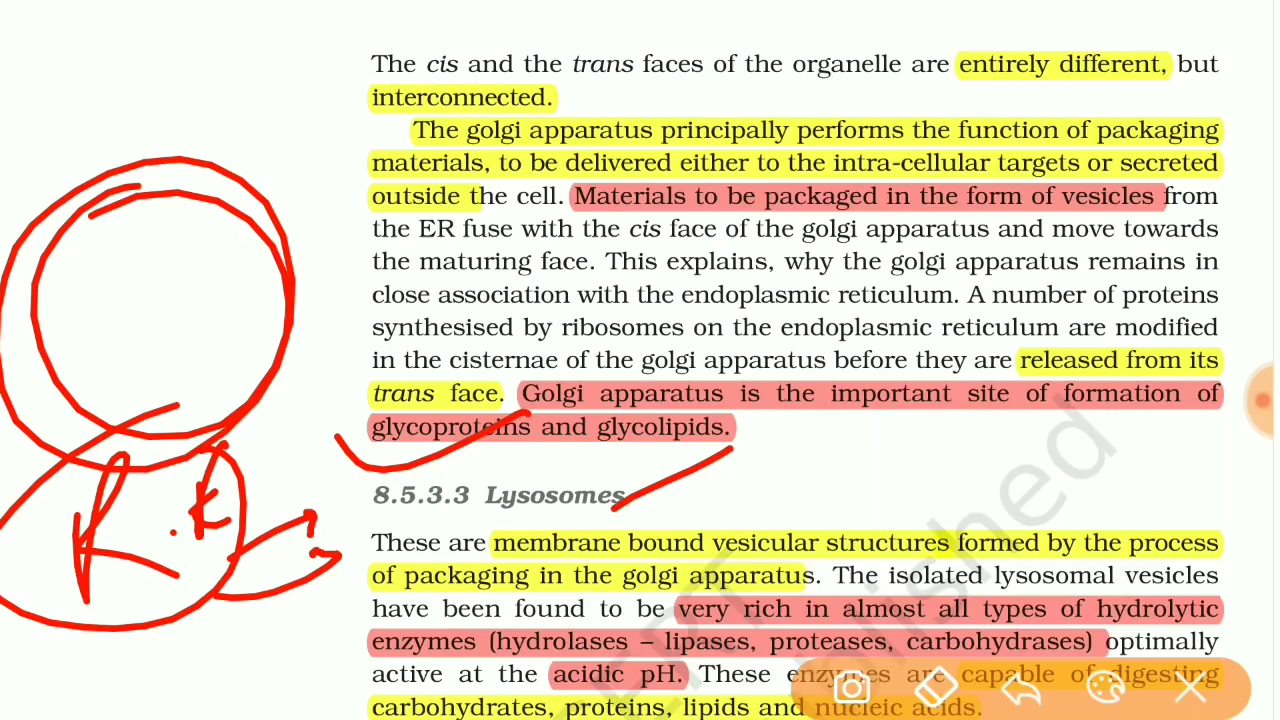 The cis and the trans faces of the organelle are entirely different, but
interconnected.
The golgi apparatus principally performs the function of packaging
materials, to be delivered either to the intra-cellular targets or secreted
outside the cell. Materials to be packaged in the form of vesicles from
the ER fuse with the cis face of the golgi apparatus and move towards
the maturing face. This explains, why the golgi apparatus remains in
close association with the endoplasmic reticulum. A number of proteins
synthesised by ribosomes on the endoplasmic reticulum are modified
in the cisternae of the golgi apparatus before they are released from its
trans face. Golgi apparatus is the important site of formation of
glycoproteins and glycolipids.
8.5.3.3 Lysosomes
These are membrane bound vesicular structures formed by the process
of packaging in the golgi apparatus. The isolated lysosomal vesicles
have been found to be very rich in almost all types of hydrolytic
enzymes (hydrolases – lipases, proteases, carbohydrases) optimally
active at the acidic pH. These enzymes are capable of digesting
carbohydrates, proteins, lipids and nucleic acids.